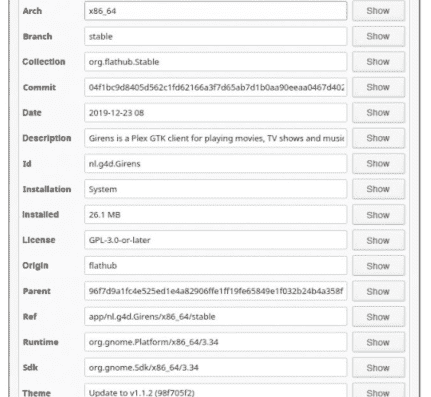 Arch x86_64 Show
Branch stable Show
Collection org.flathub.Stable Show
Commit 04f1bc9d8405d562c1fd62166a3f7d65ab7d1b0aa90eeaa0467d402 Show
Date 2019-12-23 08 Show
Description Girens is a Plex GTK client for playing movies, TV shows and music Show
Id nl.g4d.Girens Show
Installation System Show
Installed 26.1 MB Show
License GPL-3.0-or-later Show
Origin flathub Show
Parent 96f7d9a1fc4e525ed1e4a82906ffe1ff19fe65849e1f032b24b4a358f Show
Ref app/nl.g4d.Girens/x86_64/stable Show
Runtime org.gnome.Platform/x86_64/3.34 Show
Sdk org.gnome.Sdk/x86_64/3.34 Show
Theme Update to v1.1.2 (98f705f2) Show